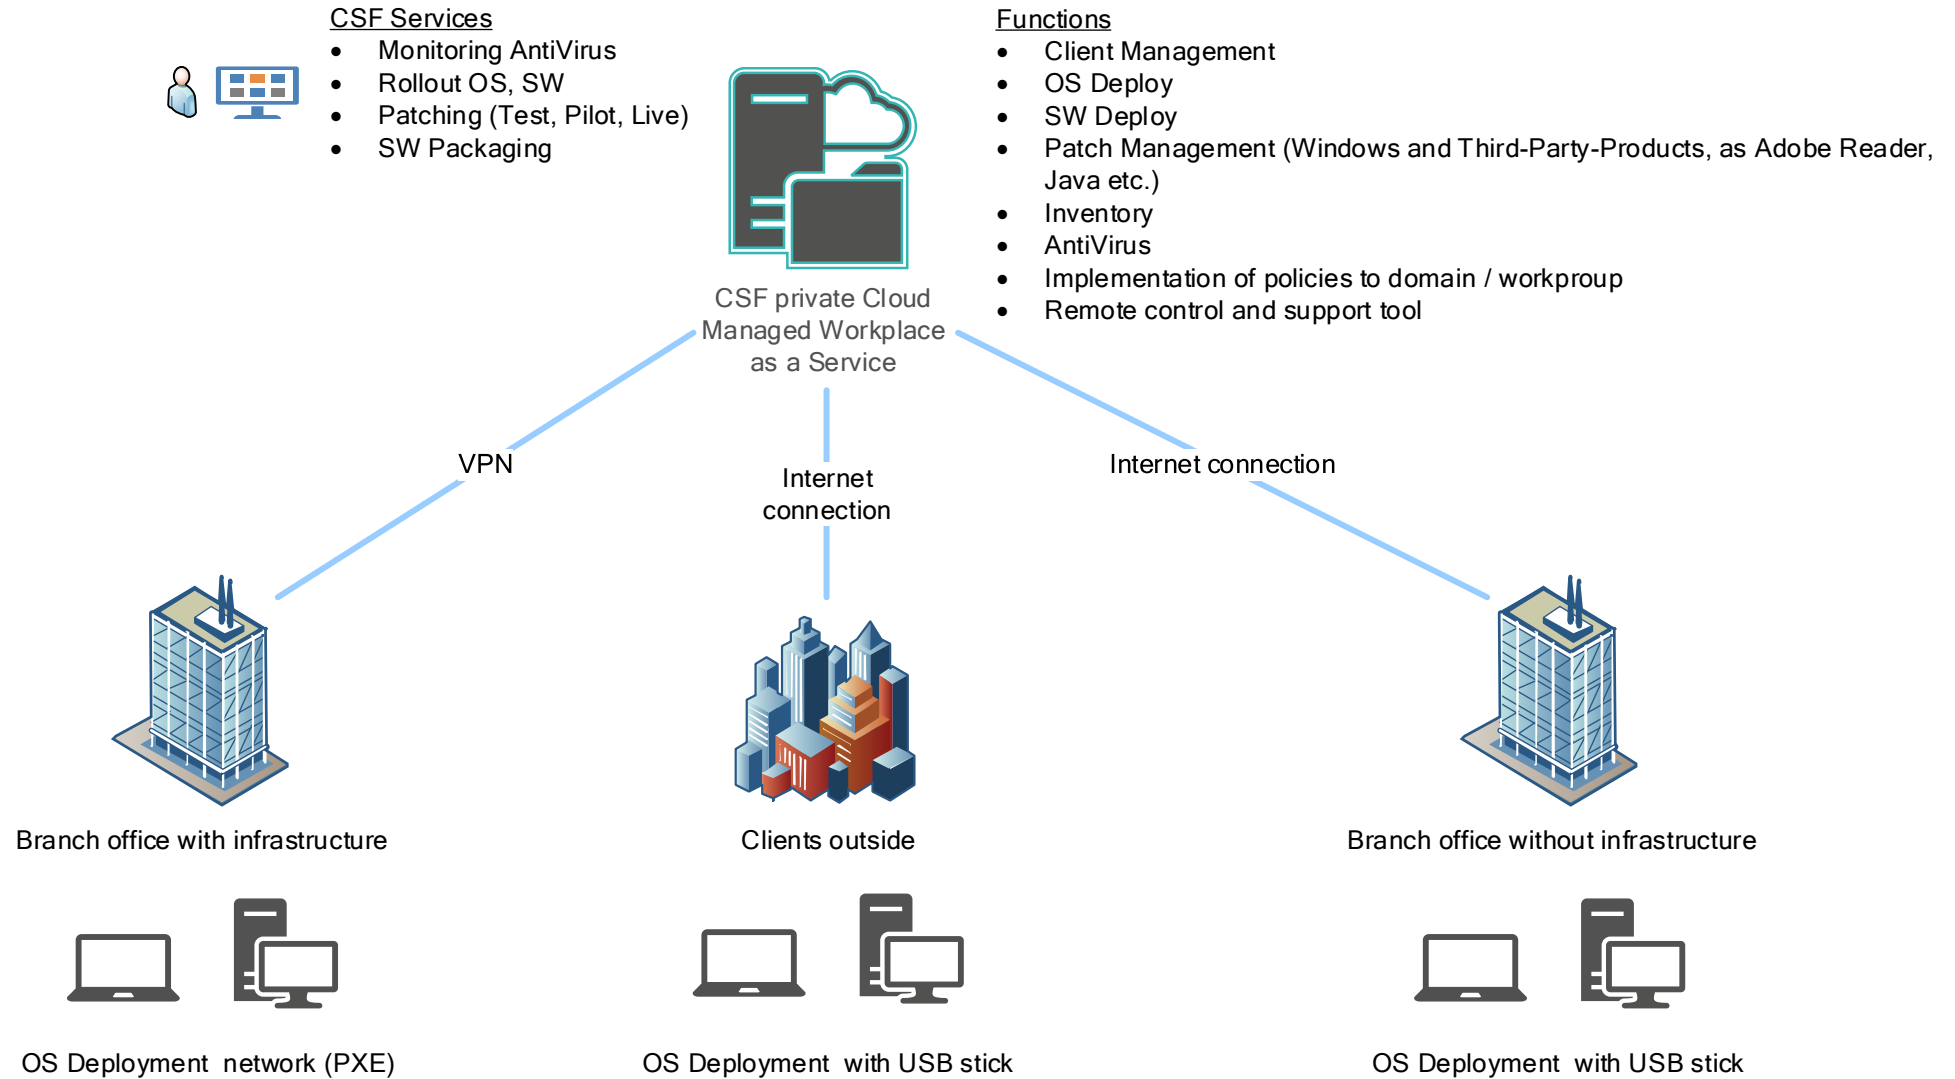 CSF Services
• Monitoring AntiVirus
• Rollout OS, SW
• Patching (Test, Pilot, Live)
• SW Packaging
Functions
• Client Management
• OS Deploy
• SW Deploy
• Patch Management (Windows and Third-Party-Products, as Adobe Reader,
Java etc.)
• Inventory
• AntiVirus
• Implementation of policies to domain / workproup
• Remote control and support tool
CSF private Cloud
Managed Workplace
as a Service
VPN
Internet
connection
Internet connection
Branch office with infrastructure
Clients outside
Branch office without infrastructure
OS Deployment network (PXE)
OS Deployment with USB stick
OS Deployment with USB stick